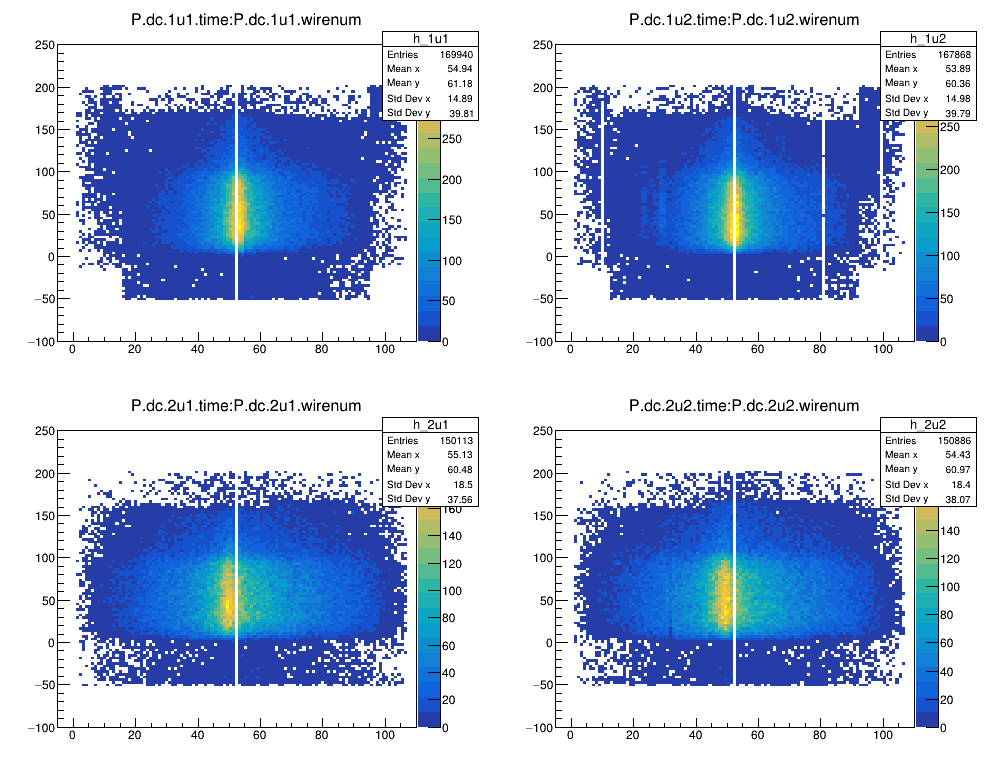 P.dc.1u1.time:P.dc.1u1.wirenum
h_1u1
Entries 169940
Mean x 54.94
Mean y 61.18
Std Dev x 14.89
Std Dev y 39.81
250
200
150
100
50
0
−50
−100
0 20 40 60 80 100
250
200
150
100
50
0
P.dc.1u2.time:P.dc.1u2.wirenum
h_1u2
Entries 167868
Mean x 53.89
Mean y 60.36
Std Dev x 14.98
Std Dev y 39.79
250
200
150
100
50
0
−50
−100
0 20 40 60 80 100
250
200
150
100
50
0
P.dc.2u1.time:P.dc.2u1.wirenum
h_2u1
Entries 150113
Mean x 55.13
Mean y 60.48
Std Dev x 18.5
Std Dev y 37.56
250
200
150
100
50
0
−50
−100
0 20 40 60 80 100
160
140
120
100
80
60
40
20
0
P.dc.2u2.time:P.dc.2u2.wirenum
h_2u2
Entries 150886
Mean x 54.43
Mean y 60.97
Std Dev x 18.4
Std Dev y 38.07
250
200
150
100
50
0
−50
−100
0 20 40 60 80 100
140
120
100
80
60
40
20
0